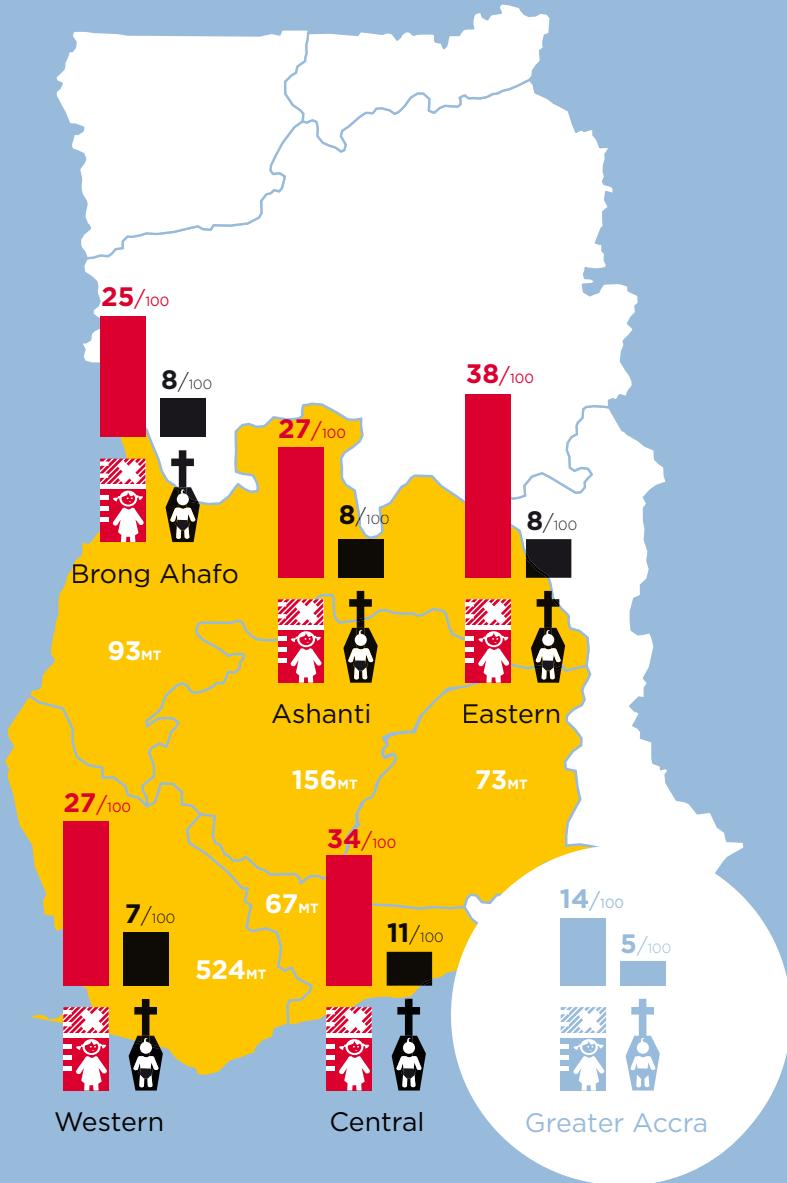 25/100
8/100
Brong Ahafo
93MT
27/100
8/100
Ashanti
156MT
38/100
8/100
Eastern
73MT
27/100
7/100
Western
524MT
67MT
34/100
11/100
Central
14/100
5/100
Greater Accra